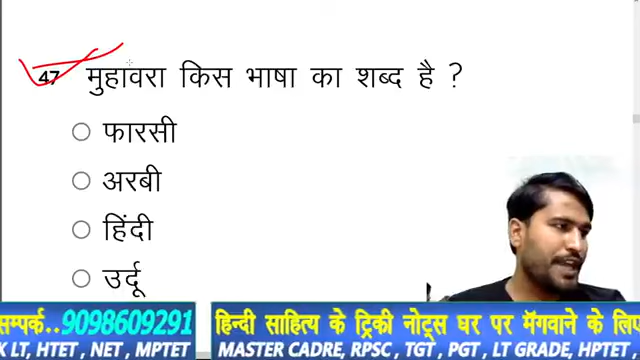 47 मुहावरा किस भाषा का शब्द है ?
फारसी
अरबी
हिंदी
उर्दू
सम्पर्क..9098609291 हिन्दी साहित्य के ट्रिकी नोट्स घर पर मॅगवाने के लिए
K LT, HTET , NET , MPTET MASTER CADRE, RPSC , TGT , PGT , LT GRADE, HPTET ,